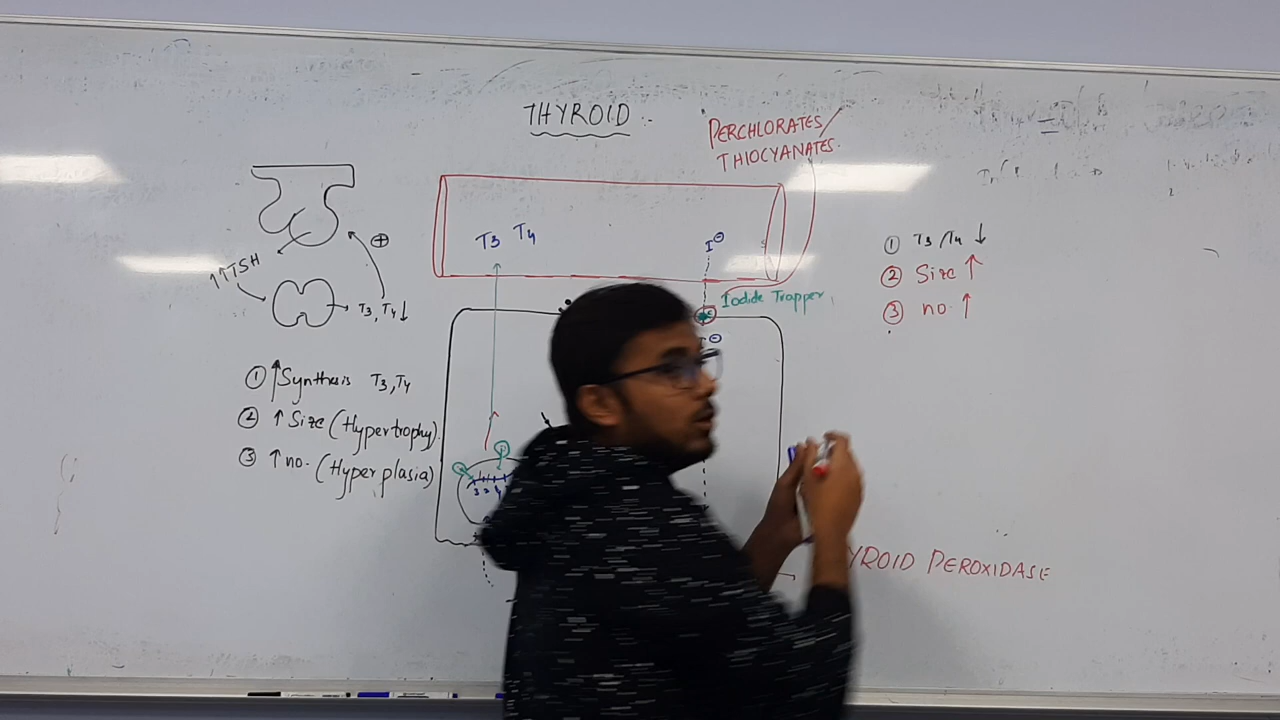 THYROID :-
PERCHLORATES
THIOCYANATES.
T3 T4
I⊖
Iodide Trapper
⊖
⊕
↑↑TSH
T3, T4↓
① ↑Synthesis T3,T4
② ↑ Size (Hypertrophy)
③ ↑ no. (Hyperplasia)
① T3/T4 ↓
② Size ↑
③ no. ↑
YROID PEROXIDASE